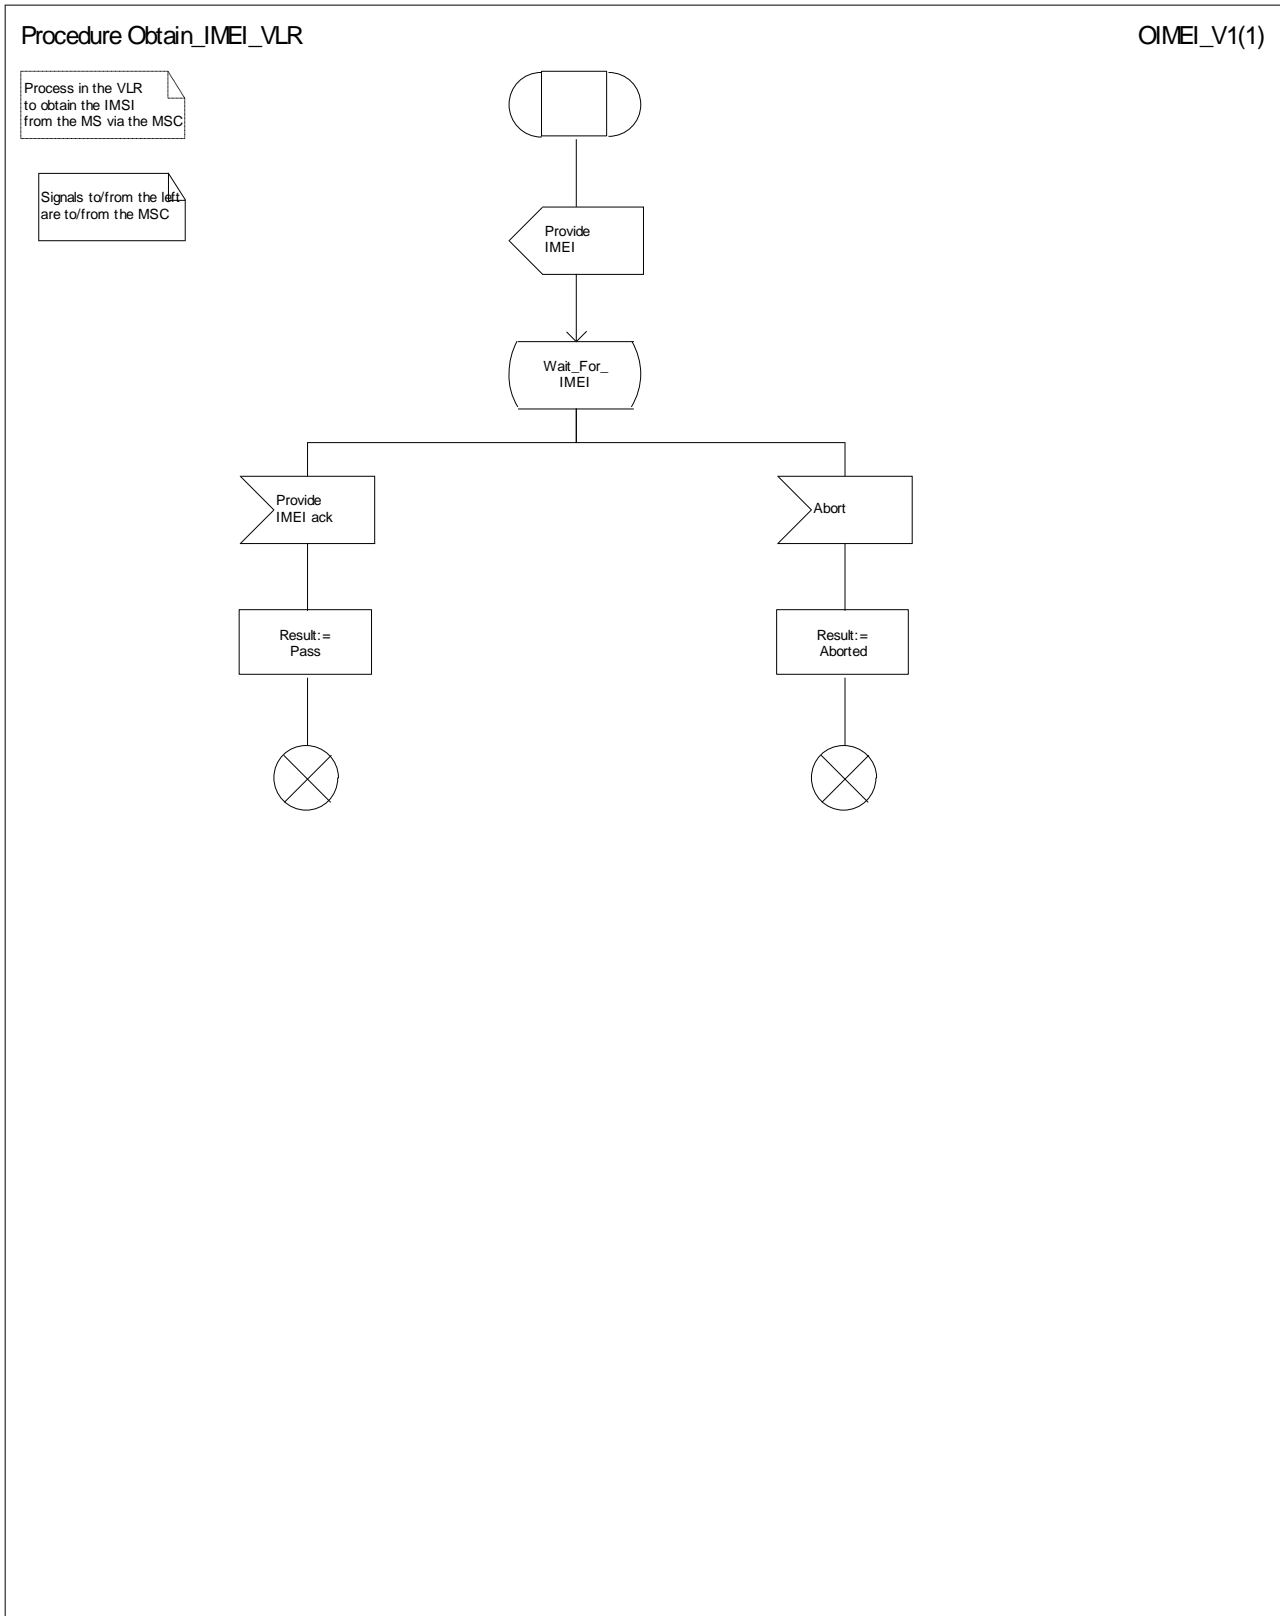 Procedure Obtain_IMEI_VLR
OIMEI_V1(1)
Process in the VLR
to obtain the IMSI
from the MS via the MSC
Signals to/from the left
are to/from the MSC
Provide
IMEI
Wait_For_
IMEI
Provide
IMEI ack
Abort
Result:=
Pass
Result:=
Aborted